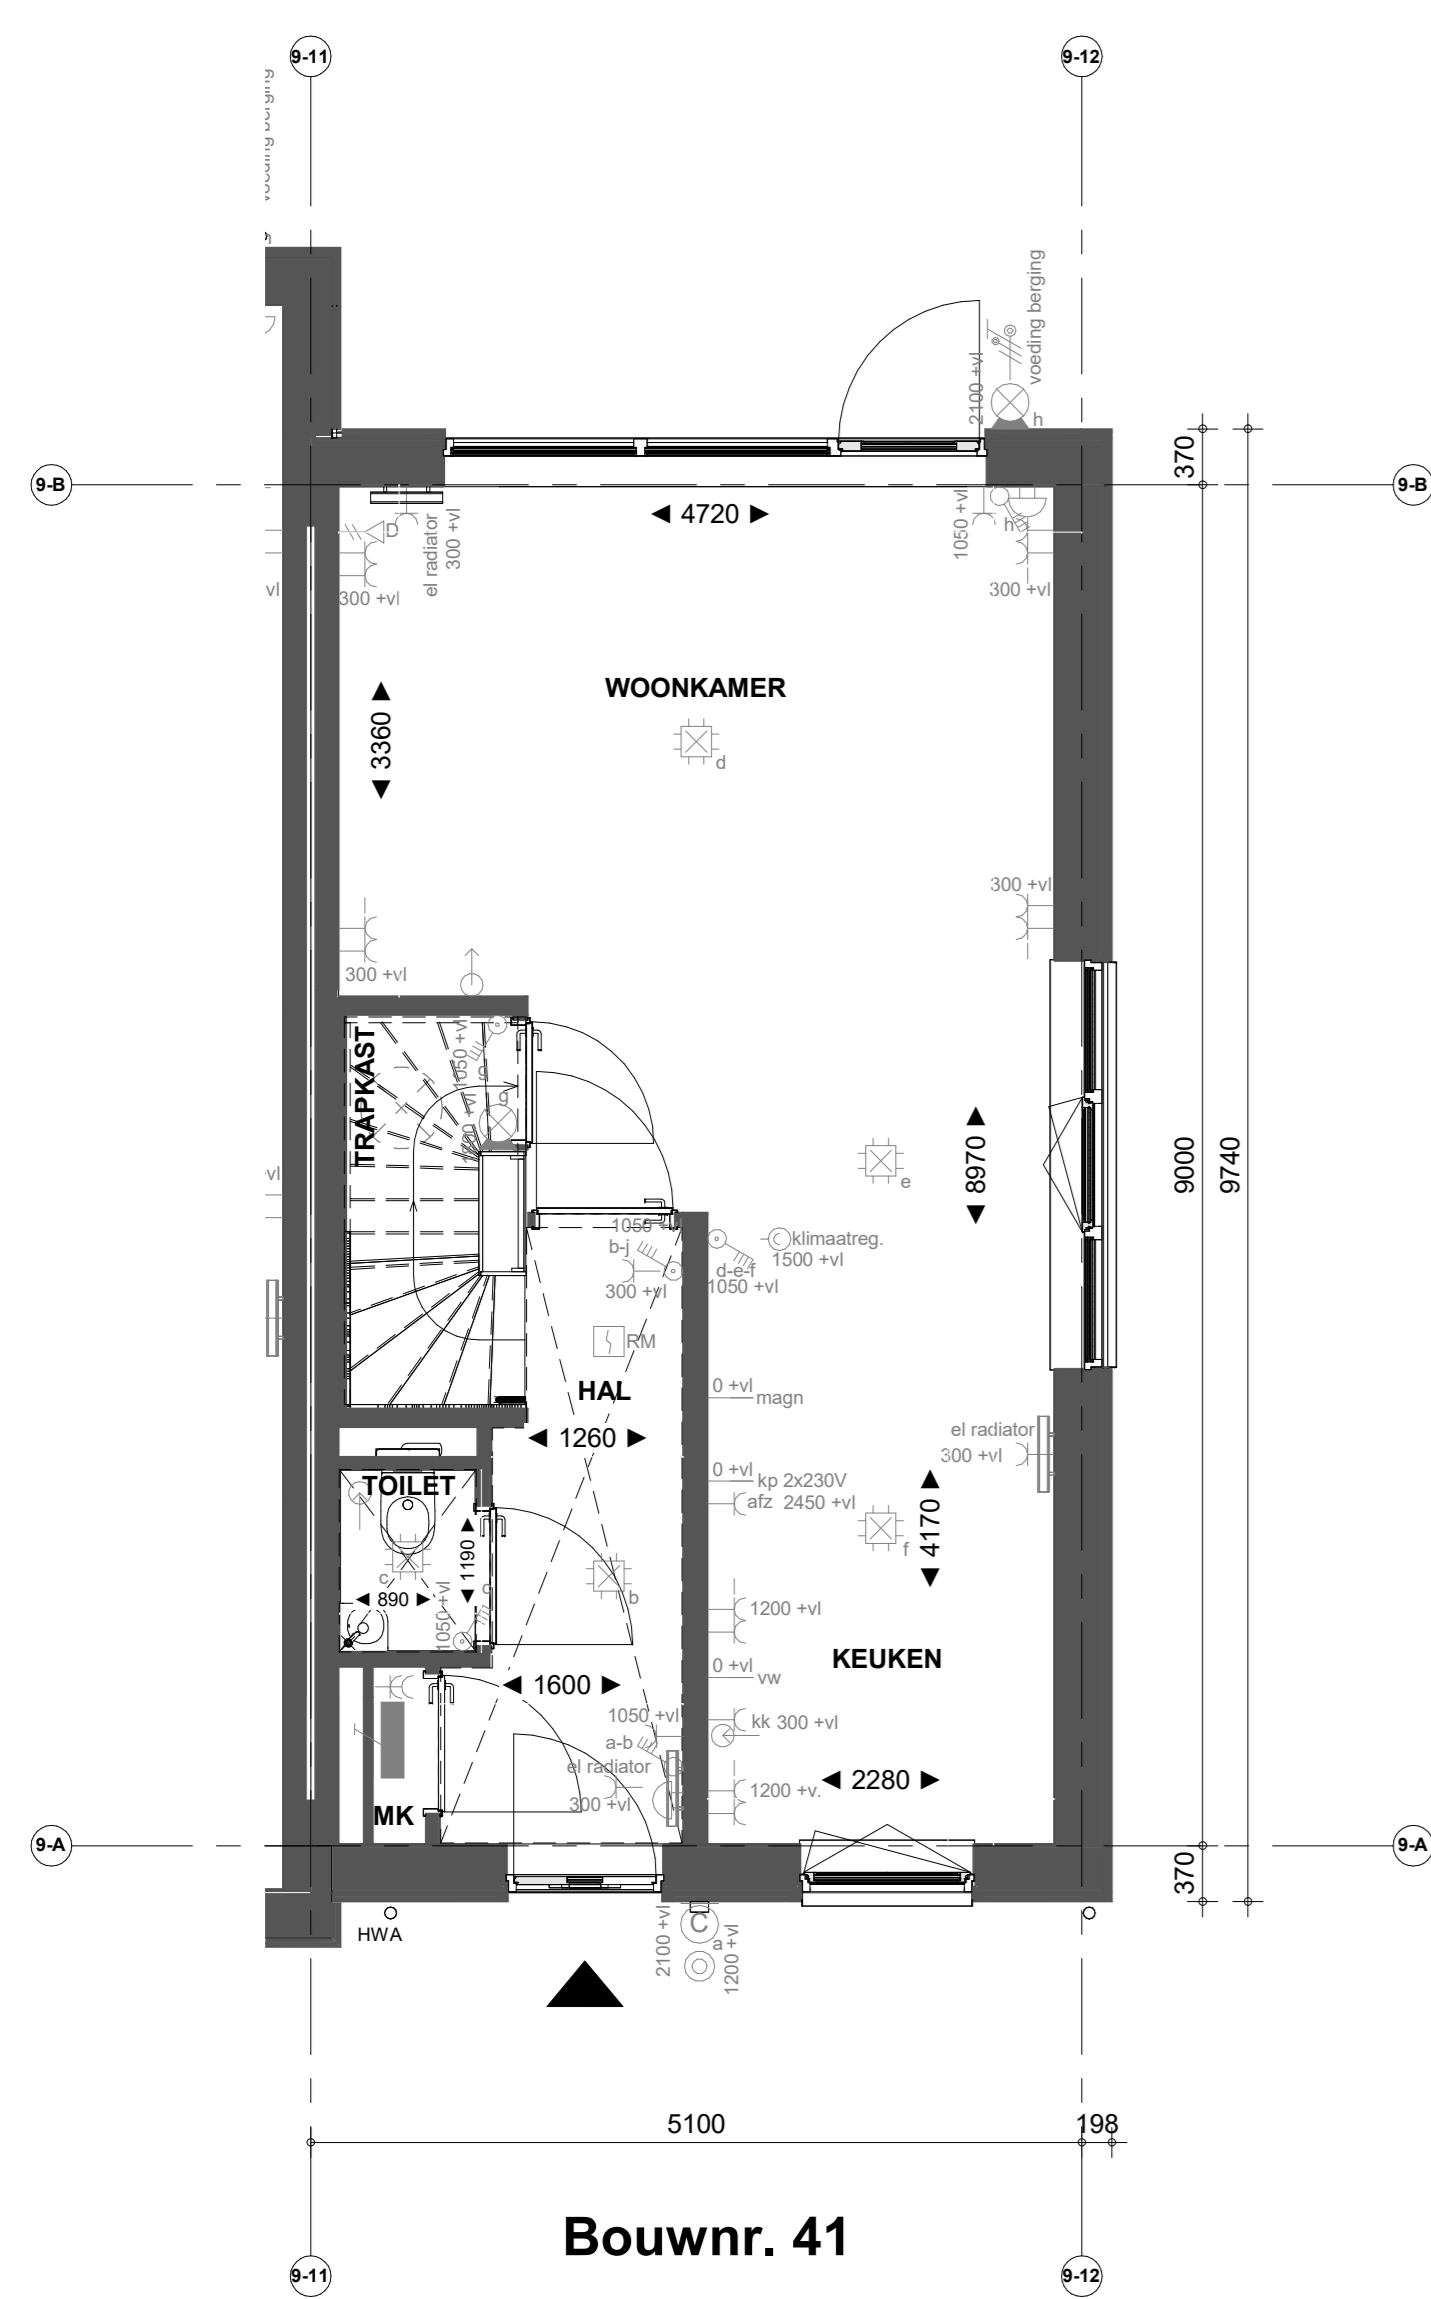 9-11
9-12
voeding berging
2100 +vl
h
370
9-B
9-B
4720
D
el radiator
300 +vl
1050 +vl
h
300 +vl
300 +vl
vl
WOONKAMER
3360
d
300 +vl
300 +vl
TRAPKAST
1050 +vl
g
g
8970
9000
9740
e
1050
b-j
300 +vl
klimaatreg.
1500 +vl
d-e-f
1050 +vl
RM
HAL
0 +vl
magn
1260
el radiator
300 +vl
TOILET
0 +vl
kp 2x230V
afz 2450 +vl
4170
f
1190
c
890
1050 +vl
b
1200 +vl
KEUKEN
0 +vl
vw
1600
1050 +vl
a-b
kk 300 +vl
el radiator
300 +vl
2280
1200 +v.
MK
9-A
9-A
370
HWA
2100 +vl
C
a
1200 +vl
5100
198
Bouwnr. 41
9-11
9-12